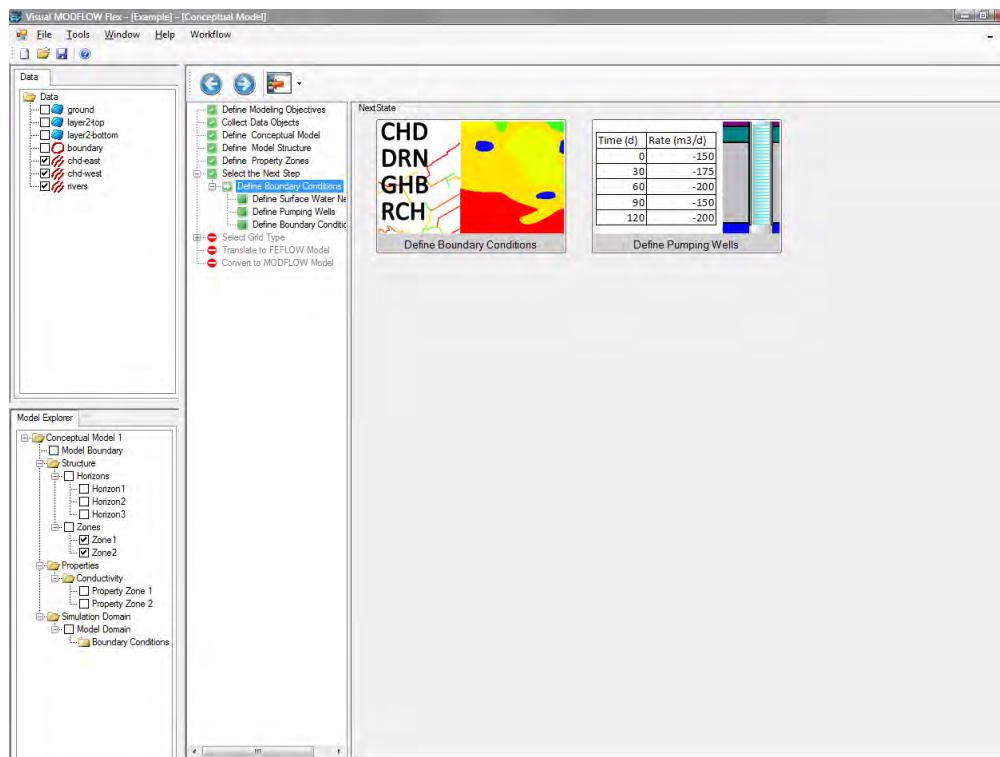 Visual MODFLOW Flex - [Example] - [Conceptual Model]
File Tools Window Help Workflow
Data
Data
ground
layer2-top
layer2-bottom
boundary
chd-east
chd-west
rivers
Define Modeling Objectives
Collect Data Objects
Define Conceptual Model
Define Model Structure
Define Property Zones
Select the Next Step
Define Boundary Conditions
Define Surface Water Ne
Define Pumping Wells
Define Boundary Conditic
Select Grid Type
Translate to FEFLOW Model
Convert to MODFLOW Model
NextState
CHD
DRN
GHB
RCH
Define Boundary Conditions
Time (d) Rate (m3/d)
0 -150
30 -175
60 -200
90 -150
120 -200
Define Pumping Wells
Model Explorer
Conceptual Model 1
Model Boundary
Structure
Horizons
Horizon1
Horizon2
Horizon3
Zones
Zone1
Zone2
Properties
Conductivity
Property Zone 1
Property Zone 2
Simulation Domain
Model Domain
Boundary Conditions